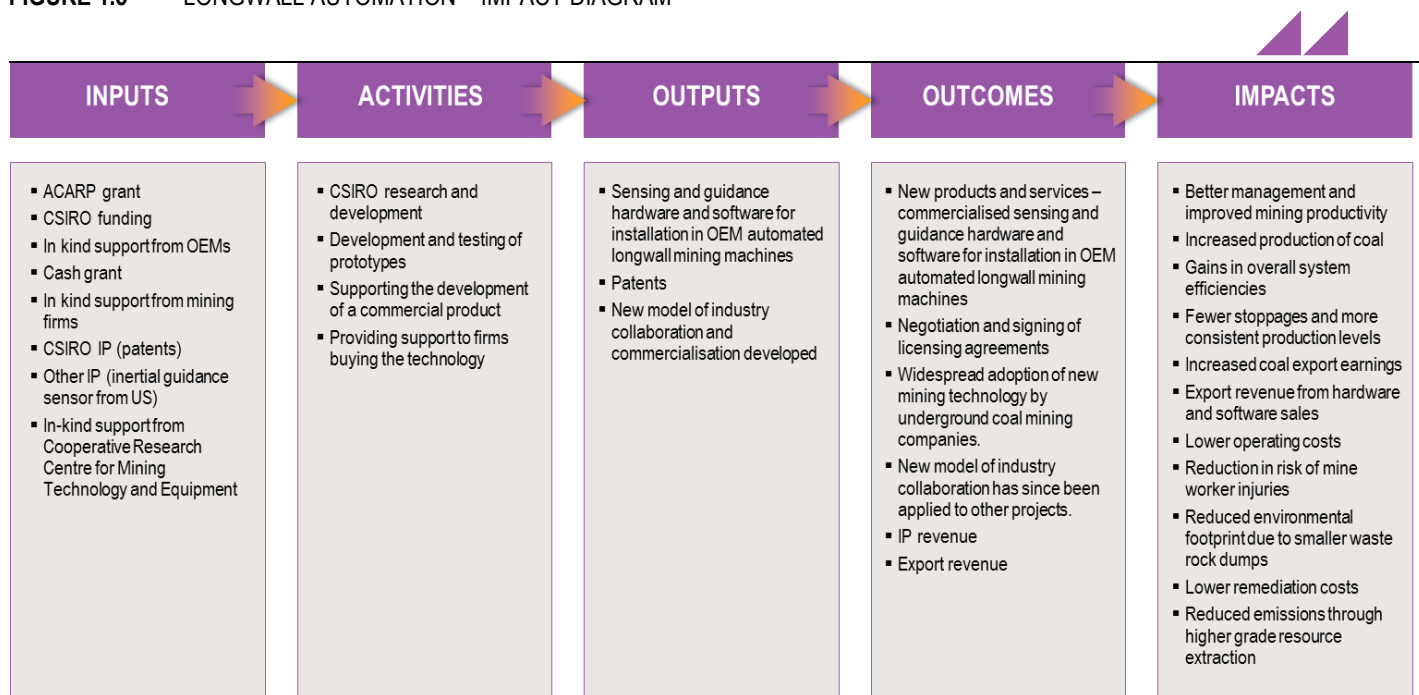 FIGURE LONGWALL AUTOMATION – IMPACT DIAGRAM
INPUTS
ACTIVITIES
OUTPUTS
OUTCOMES
IMPACTS
▪ ACARP grant
▪ CSIRO funding
▪ In kind support from OEMs
▪ Cash grant
▪ In kind support from mining
firms
▪ CSIRO IP (patents)
▪ Other IP (inertial guidance
sensor from US)
▪ In-kind support from
Cooperative Research
Centre for Mining
Technology and Equipment
▪ CSIRO research and
development
▪ Development and testing of
prototypes
▪ Supporting the development
of a commercial product
▪ Providing support to firms
buying the technology
▪ Sensing and guidance
hardware and software for
installation in OEM automated
longwall mining machines
▪ Patents
▪ New model of industry
collaboration and
commercialisation developed
▪ New products and services –
commercialised sensing and
guidance hardware and
software for installation in OEM
automated longwall mining
machines
▪ Negotiation and signing of
licensing agreements
▪ Widespread adoption of new
mining technology by
underground coal mining
companies.
▪ New model of industry
collaboration has since been
applied to other projects.
▪ IP revenue
▪ Export revenue
▪ Better management and
improved mining productivity
▪ Increased production of coal
▪ Gains in overall system
efficiencies
▪ Fewer stoppages and more
consistent production levels
▪ Increased coal export earnings
▪ Export revenue from hardware
and software sales
▪ Lower operating costs
▪ Reduction in risk of mine
worker injuries
▪ Reduced environmental
footprint due to smaller waste
rock dumps
▪ Lower remediation costs
▪ Reduced emissions through
higher grade resource
extraction